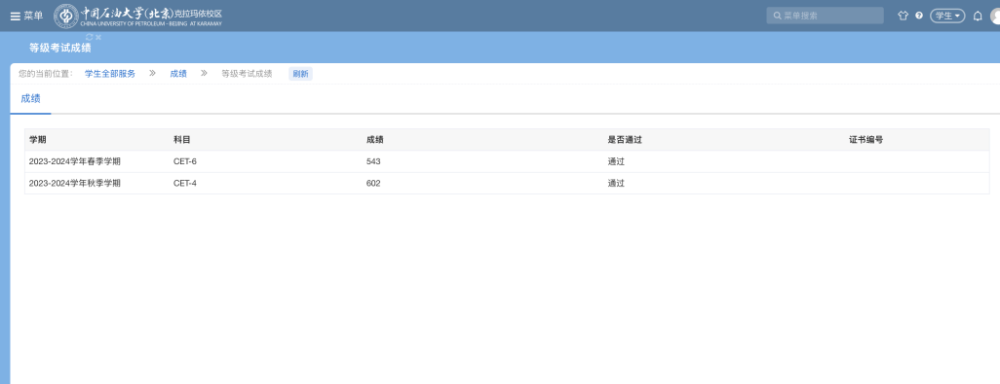 菜单 中国石油大学(北京)克拉玛依校区 菜单搜索 学生
CHINA UNIVERSITY OF PETROLEUM - BEIJING AT KARAMAY
等级考试成绩
您的当前位置: 学生全部服务 » 成绩 » 等级考试成绩 刷新
成绩
学期 科目 成绩 是否通过 证书编号
2023-2024学年春季学期 CET-6 543 通过
2023-2024学年秋季学期 CET-4 602 通过